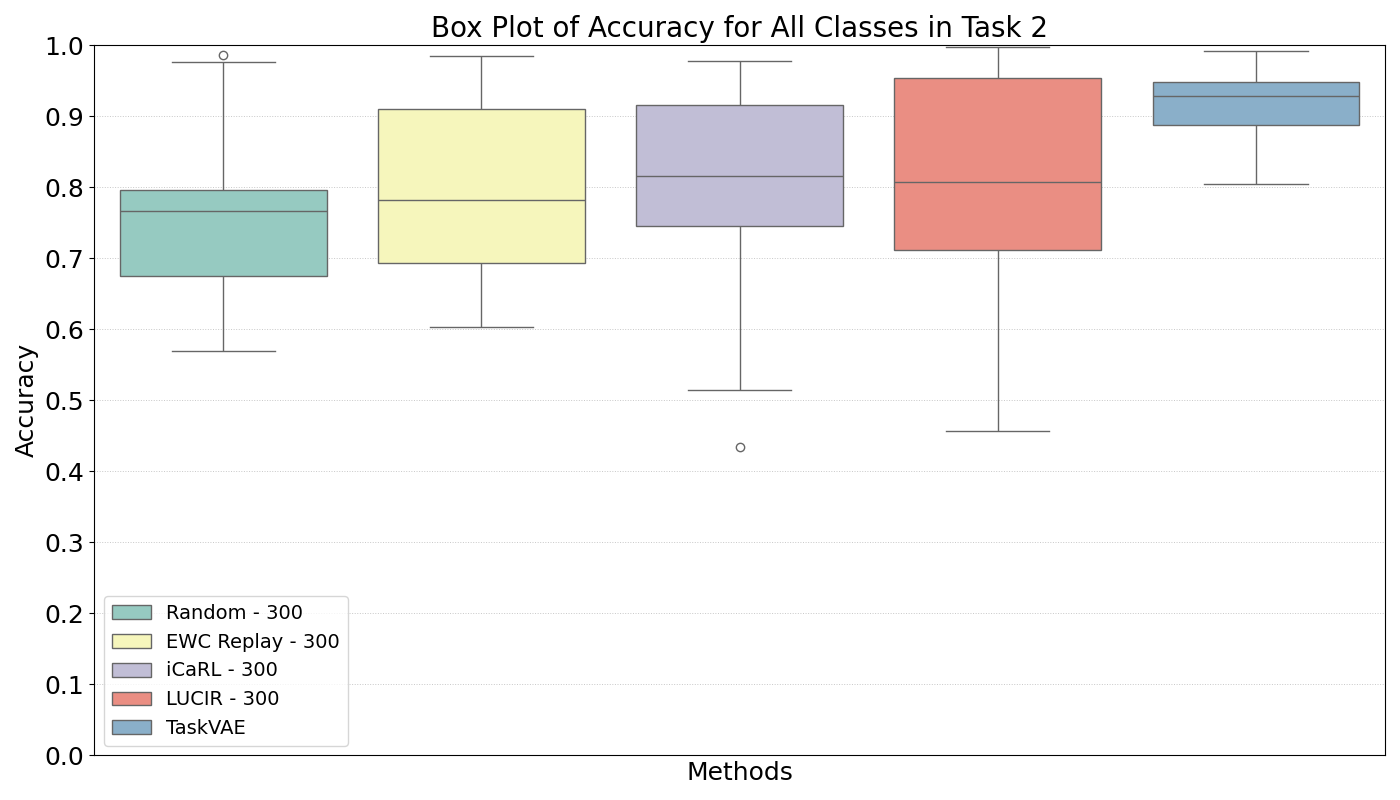 Box Plot of Accuracy for All Classes in Task 2
1.0
0.9
0.8
0.7
0.6
0.5
0.4
0.3
0.2
0.1
0.0
Accuracy
Random - 300
EWC Replay - 300
iCaRL - 300
LUCIR - 300
TaskVAE
Methods